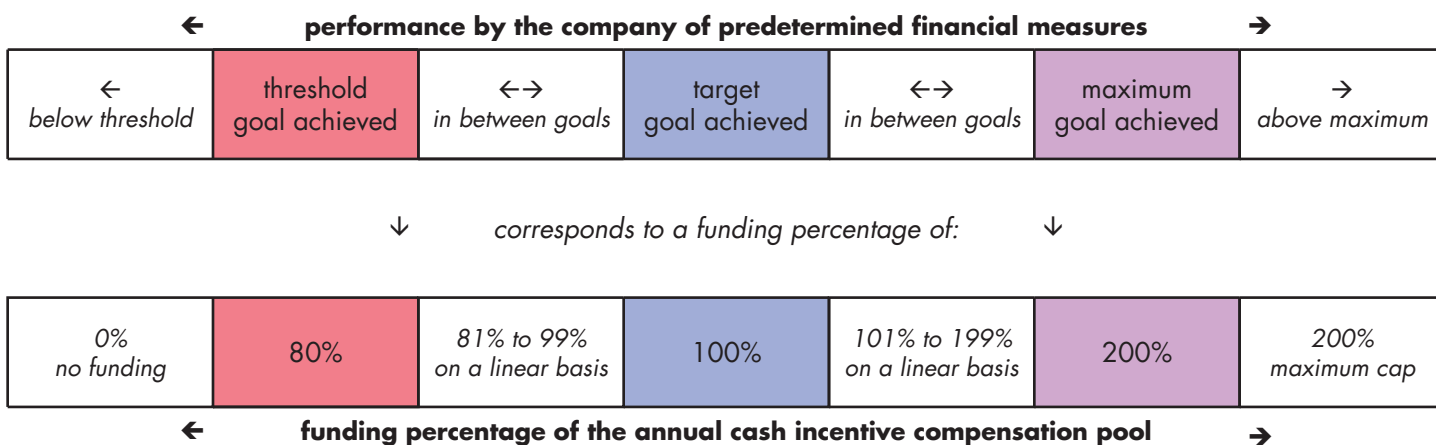 ← performance by the company of predetermined financial measures →
← threshold ←→ target ←→ maximum →
below threshold goal achieved in between goals goal achieved in between goals goal achieved above maximum
↓ corresponds to a funding percentage of: ↓
0% 80% 81% to 99% 100% 101% to 199% 200% 200%
no funding on a linear basis on a linear basis maximum cap
← funding percentage of the annual cash incentive compensation pool →